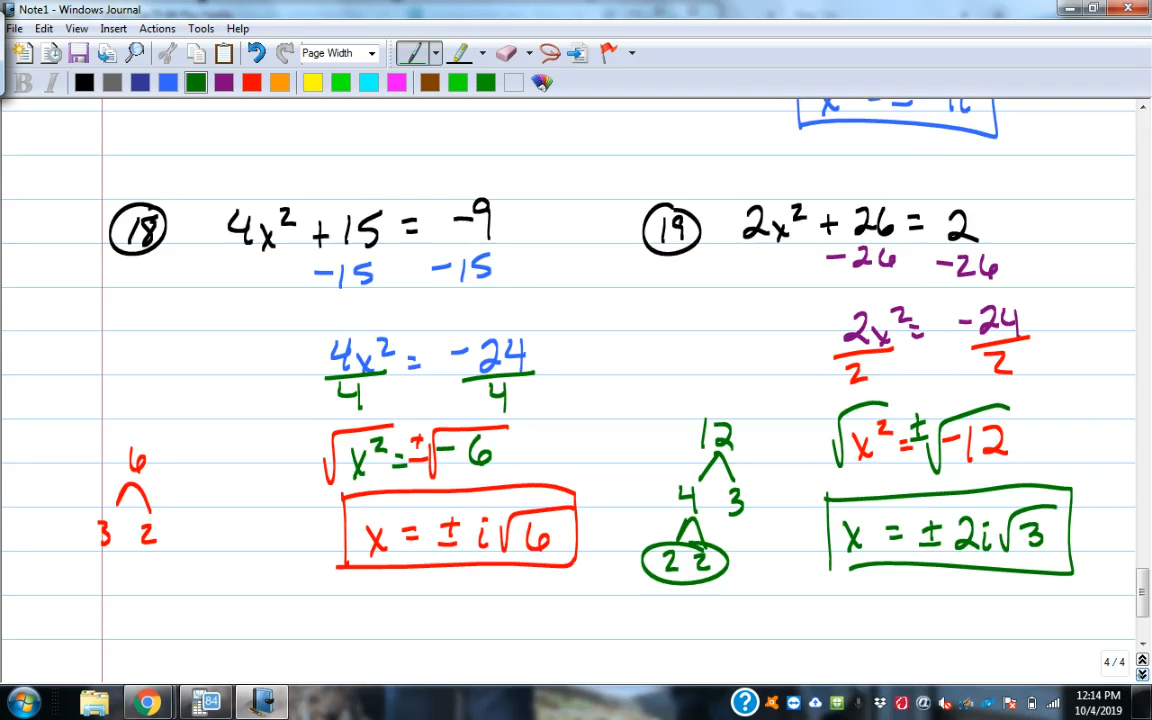 Note1 - Windows Journal
File Edit View Insert Actions Tools Help
Page Width
B I
18 4x² + 15 = -9
-15 -15
4x² = -24
4 4
√x² = ±√-6
6
3 2
x = ± i√6
19 2x² + 26 = 2
-26 -26
2x² = -24
2 2
√x² = ±√-12
12
4 3
2 2
x = ± 2i√3
4 / 4
84
12:14 PM
10/4/2019